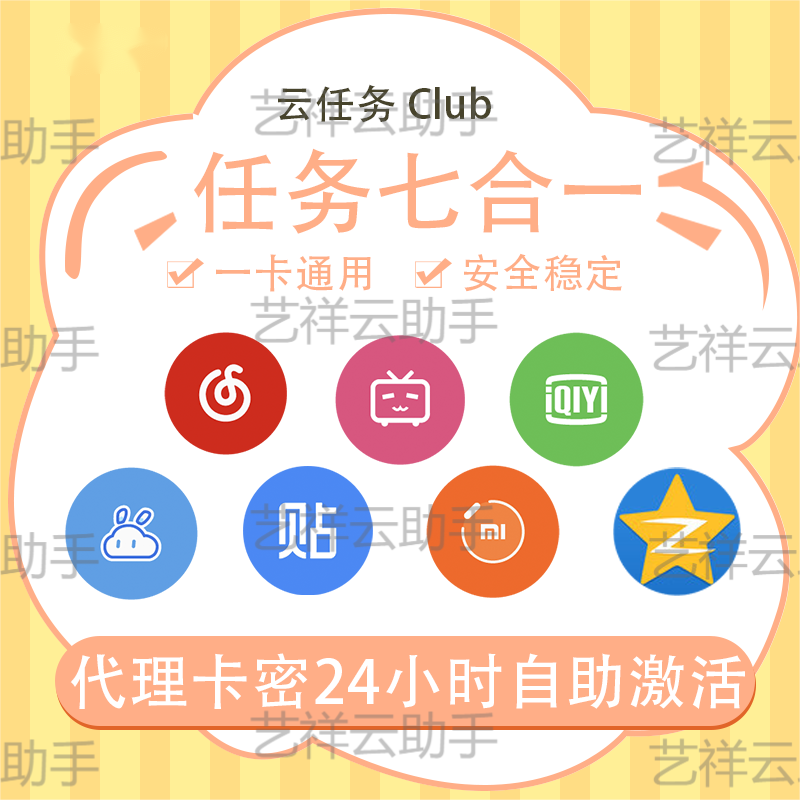 云任务 Club
任务七合一
一卡通用 安全稳定
iQIYI
贴
mi
代理卡密24小时自助激活
艺祥云助手
艺祥云
助手
艺祥云助手
艺祥云
助手
艺祥云助手
艺祥云
助手
艺祥云助手
艺祥云
助手